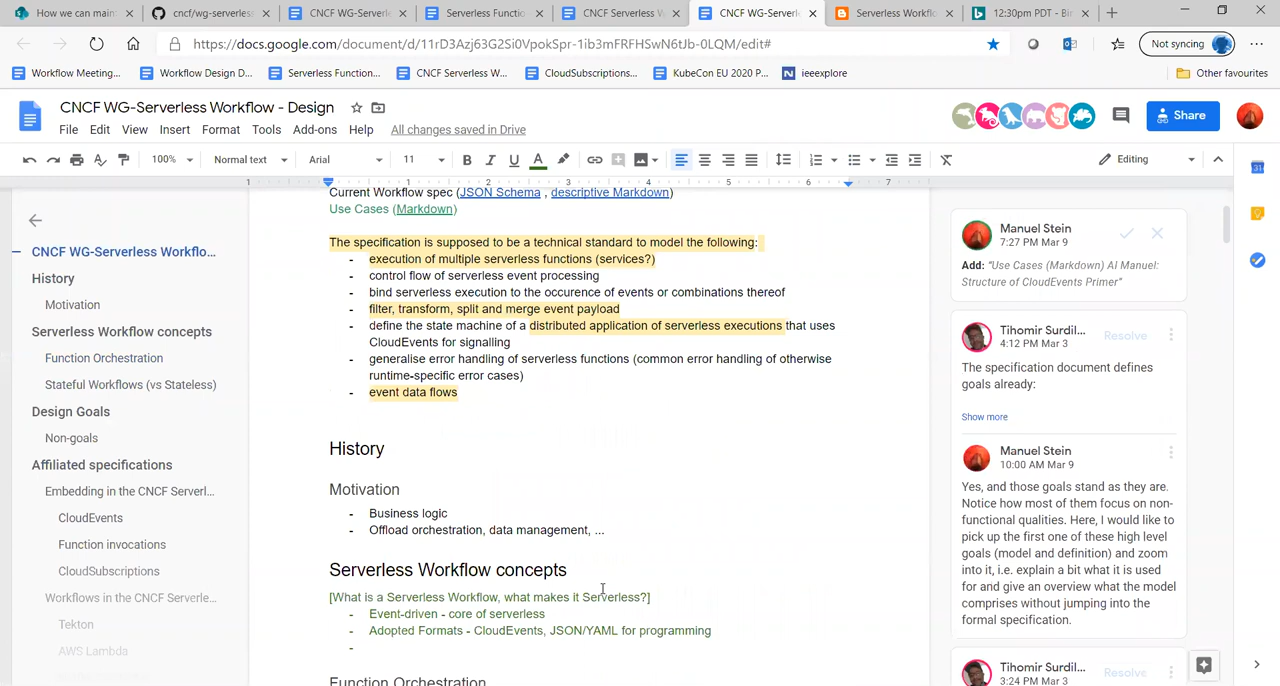 How we can main
cncf/wg-serverless
CNCF WG-Serverl
Serverless Functio
CNCF Serverless W
CNCF WG-Serverl
Serverless Workflo
12:30pm PDT - Bi
https://docs.google.com/document/d/11rD3Azj63G2Si0VpokSpr-1ib3mFRFHSwN6tJb-0LQM/edit#
Not syncing
Workflow Meeting...
Workflow Design D...
Serverless Function...
CNCF Serverless W...
CloudSubscriptions...
KubeCon EU 2020 P...
ieeexplore
Other favourites
CNCF WG-Serverless Workflow - Design
File Edit View Insert Format Tools Add-ons Help All changes saved in Drive
Share
100% Normal text Arial 11 B I U A Editing
1 1 2 3 4 5 6 7
CNCF WG-Serverless Workflo...
History
Motivation
Serverless Workflow concepts
Function Orchestration
Stateful Workflows (vs Stateless)
Design Goals
Non-goals
Affiliated specifications
Embedding in the CNCF Serverl...
CloudEvents
Function invocations
CloudSubscriptions
Workflows in the CNCF Serverle...
Tekton
AWS Lambda
Current Workflow spec (JSON Schema , descriptive Markdown)
Use Cases (Markdown)
The specification is supposed to be a technical standard to model the following:
- execution of multiple serverless functions (services?)
- control flow of serverless event processing
- bind serverless execution to the occurence of events or combinations thereof
- filter, transform, split and merge event payload
- define the state machine of a distributed application of serverless executions that uses
CloudEvents for signalling
- generalise error handling of serverless functions (common error handling of otherwise
runtime-specific error cases)
- event data flows
History
Motivation
- Business logic
- Offload orchestration, data management, ...
Serverless Workflow concepts
[What is a Serverless Workflow, what makes it Serverless?]
- Event-driven - core of serverless
- Adopted Formats - CloudEvents, JSON/YAML for programming
-
Function Orchestration
Manuel Stein
7:27 PM Mar 9
Add: “Use Cases (Markdown) AI Manuel:
Structure of CloudEvents Primer”
Tihomir Surdil...
4:12 PM Mar 3
Resolve
The specification document defines
goals already:
Show more
Manuel Stein
10:00 AM Mar 9
Yes, and those goals stand as they are.
Notice how most of them focus on non-
functional qualities. Here, I would like to
pick up the first one of these high level
goals (model and definition) and zoom
into it, i.e. explain a bit what it is used
for and give an overview what the model
comprises without jumping into the
formal specification.
Tihomir Surdil...
3:24 PM Mar 3
Resolve
31